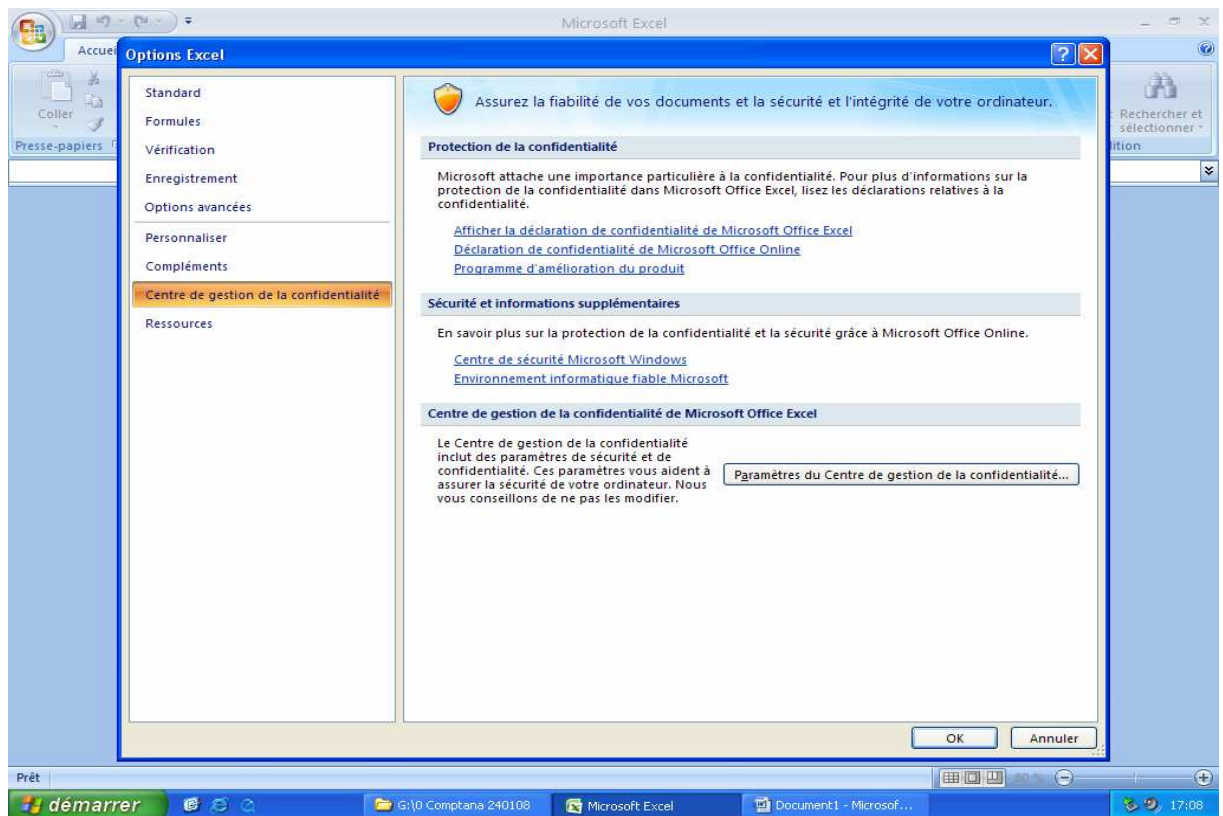 Microsoft Excel
Accuei
Coller
Presse-papiers
Rechercher et
sélectionner
ition
Options Excel
Standard
Formules
Vérification
Enregistrement
Options avancées
Personnaliser
Compléments
Centre de gestion de la confidentialité
Ressources
Assurez la fiabilité de vos documents et la sécurité et l'intégrité de votre ordinateur.
Protection de la confidentialité
Microsoft attache une importance particulière à la confidentialité. Pour plus d'informations sur la
protection de la confidentialité dans Microsoft Office Excel, lisez les déclarations relatives à la
confidentialité.
Afficher la déclaration de confidentialité de Microsoft Office Excel
Déclaration de confidentialité de Microsoft Office Online
Programme d'amélioration du produit
Sécurité et informations supplémentaires
En savoir plus sur la protection de la confidentialité et la sécurité grâce à Microsoft Office Online.
Centre de sécurité Microsoft Windows
Environnement informatique fiable Microsoft
Centre de gestion de la confidentialité de Microsoft Office Excel
Le Centre de gestion de la confidentialité
inclut des paramètres de sécurité et de
confidentialité. Ces paramètres vous aident à
assurer la sécurité de votre ordinateur. Nous
vous conseillons de ne pas les modifier.
Paramètres du Centre de gestion de la confidentialité...
OK
Annuler
Prêt
80 %
démarrer
G:\0 Comptana 240108
Microsoft Excel
Document1 - Microsof...
17:08